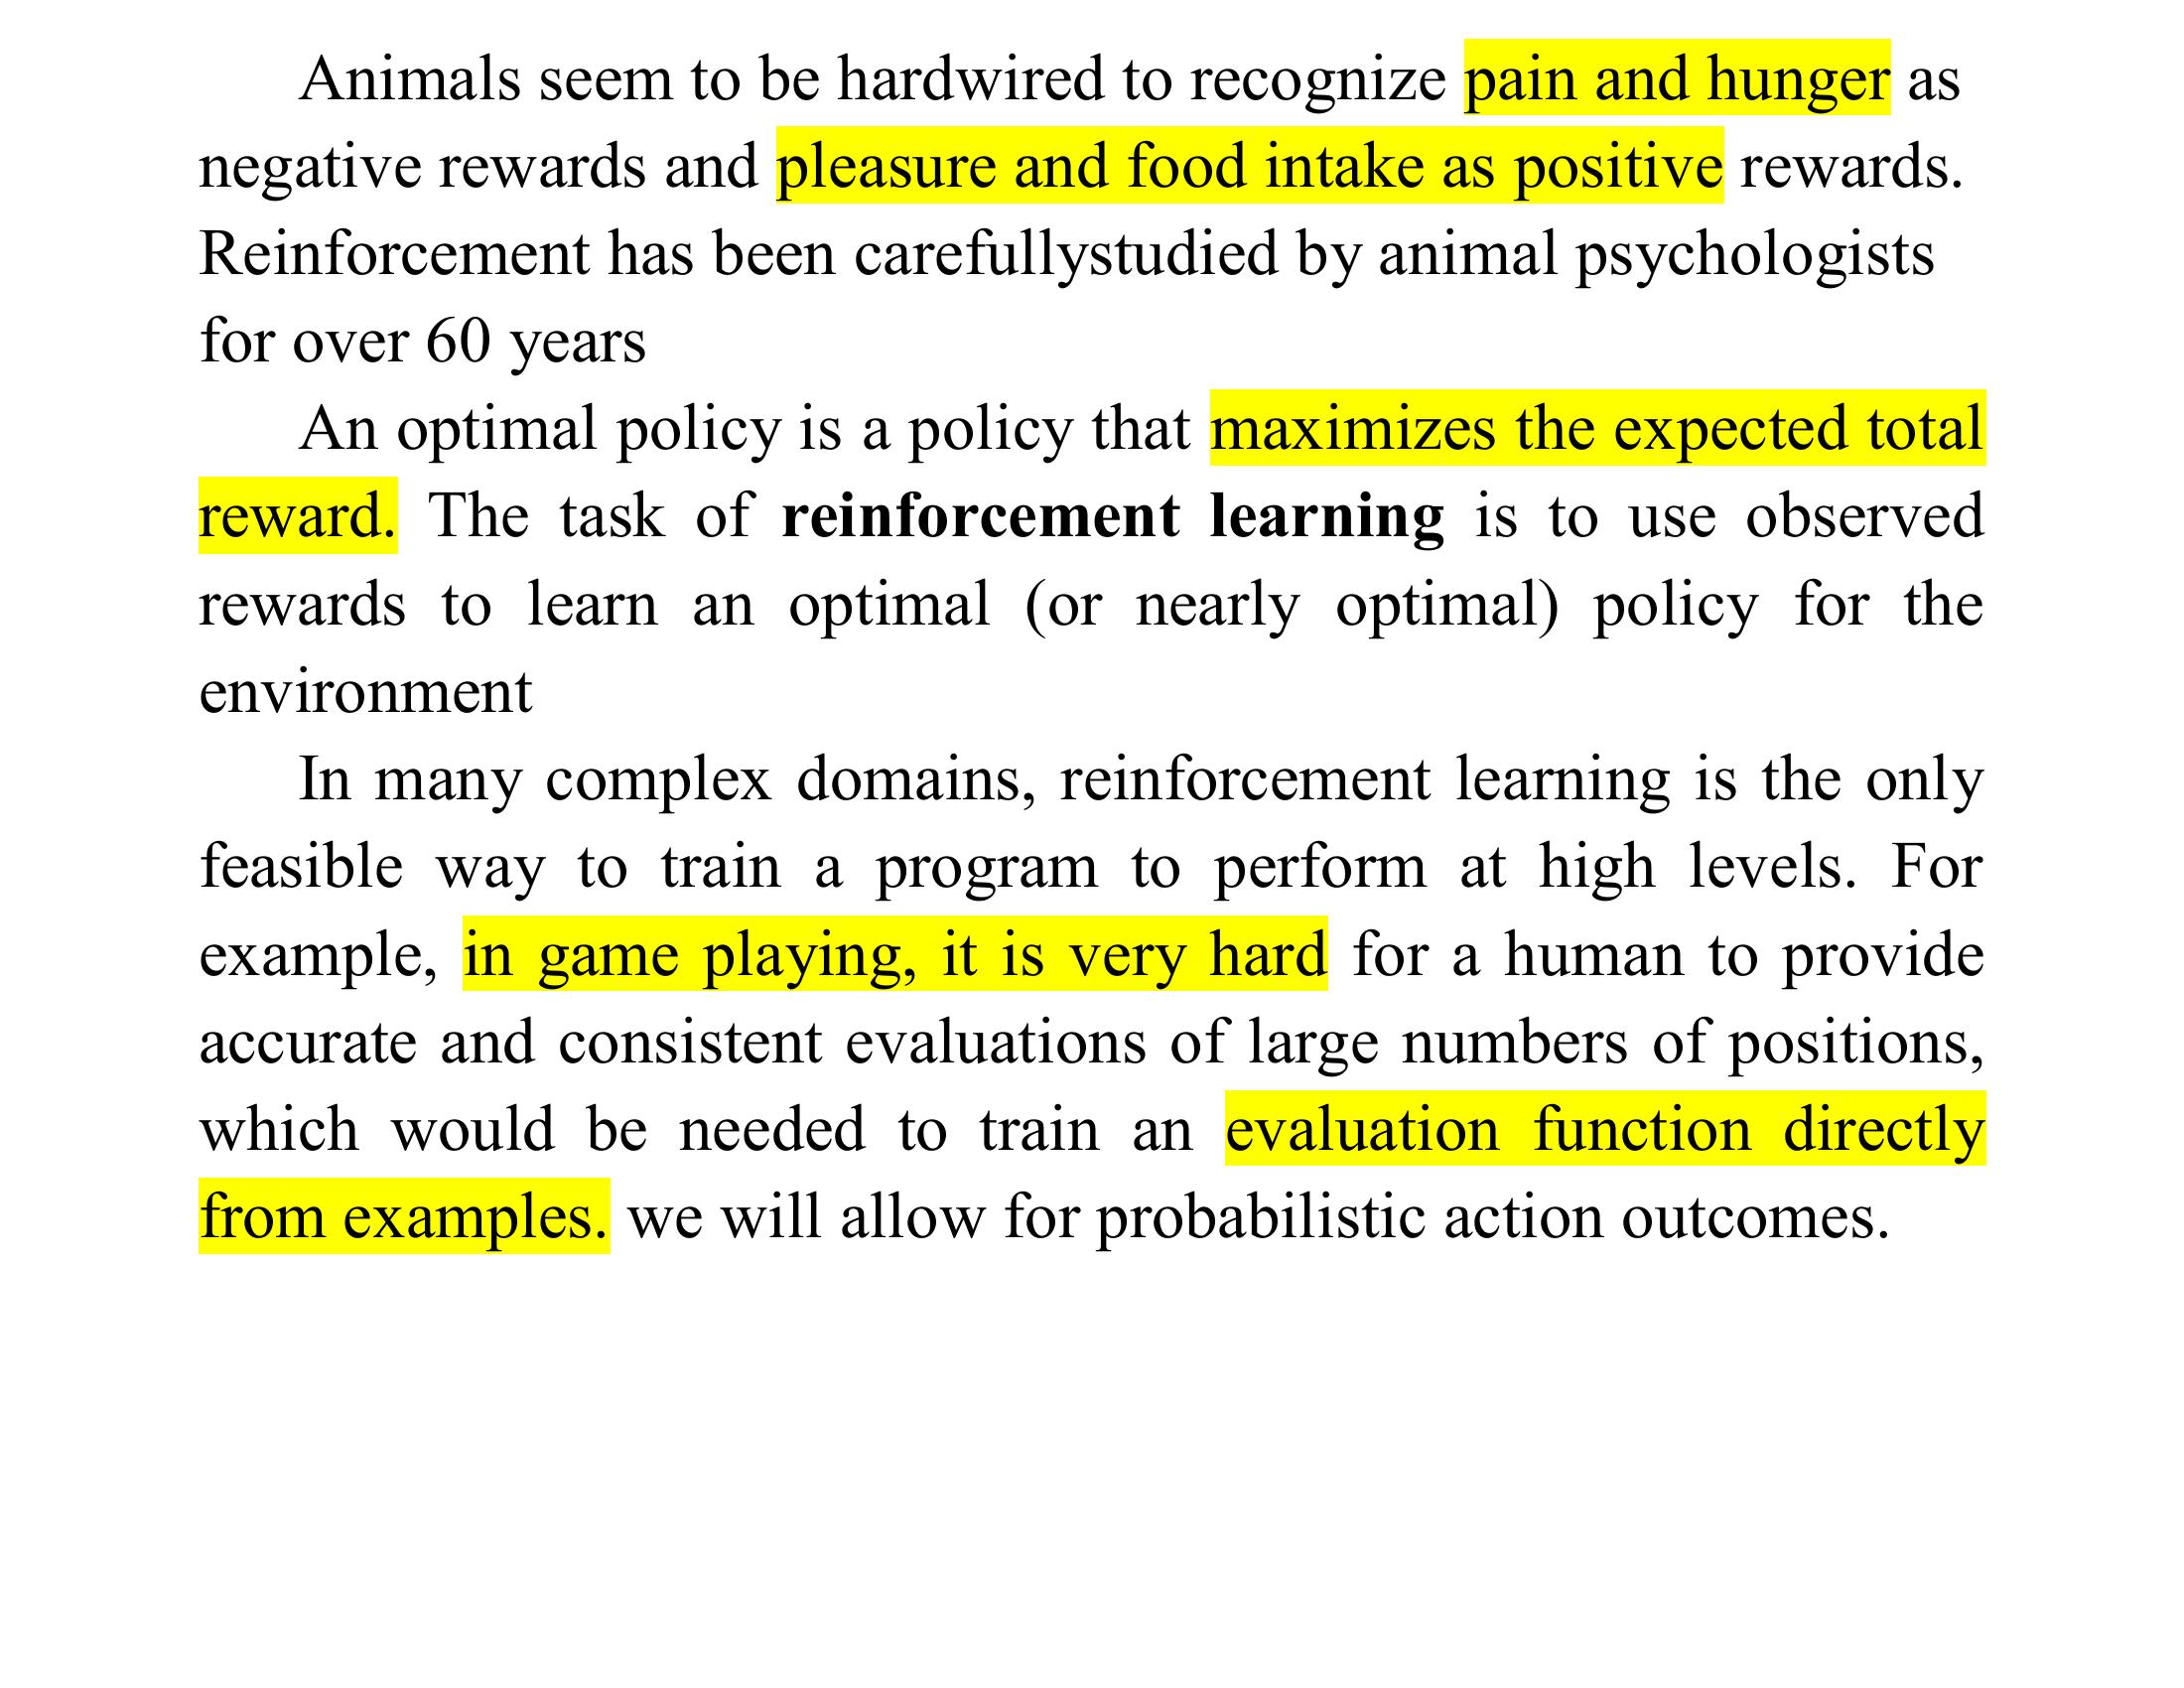 Animals seem to be hardwired to recognize pain and hunger as
negative rewards and pleasure and food intake as positive rewards.
Reinforcement has been carefullystudied by animal psychologists
for over 60 years
An optimal policy is a policy that maximizes the expected total
reward. The task of reinforcement learning is to use observed
rewards to learn an optimal (or nearly optimal) policy for the
environment
In many complex domains, reinforcement learning is the only
feasible way to train a program to perform at high levels. For
example, in game playing, it is very hard for a human to provide
accurate and consistent evaluations of large numbers of positions,
which would be needed to train an evaluation function directly
from examples. we will allow for probabilistic action outcomes.